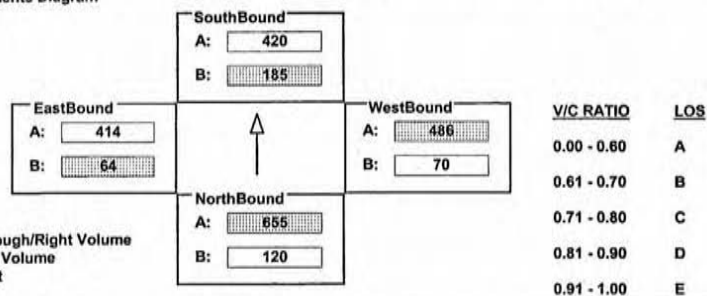 SouthBound
A: 420
B: 185
EastBound
A: 414
B: 64
WestBound
A: 486
B: 70
NorthBound
A: 655
B: 120
Volume
V/C RATIO LOS
0.00 - 0.60 A
0.61 - 0.70 B
0.71 - 0.80 C
0.81 - 0.90 D
0.91 - 1.00 E